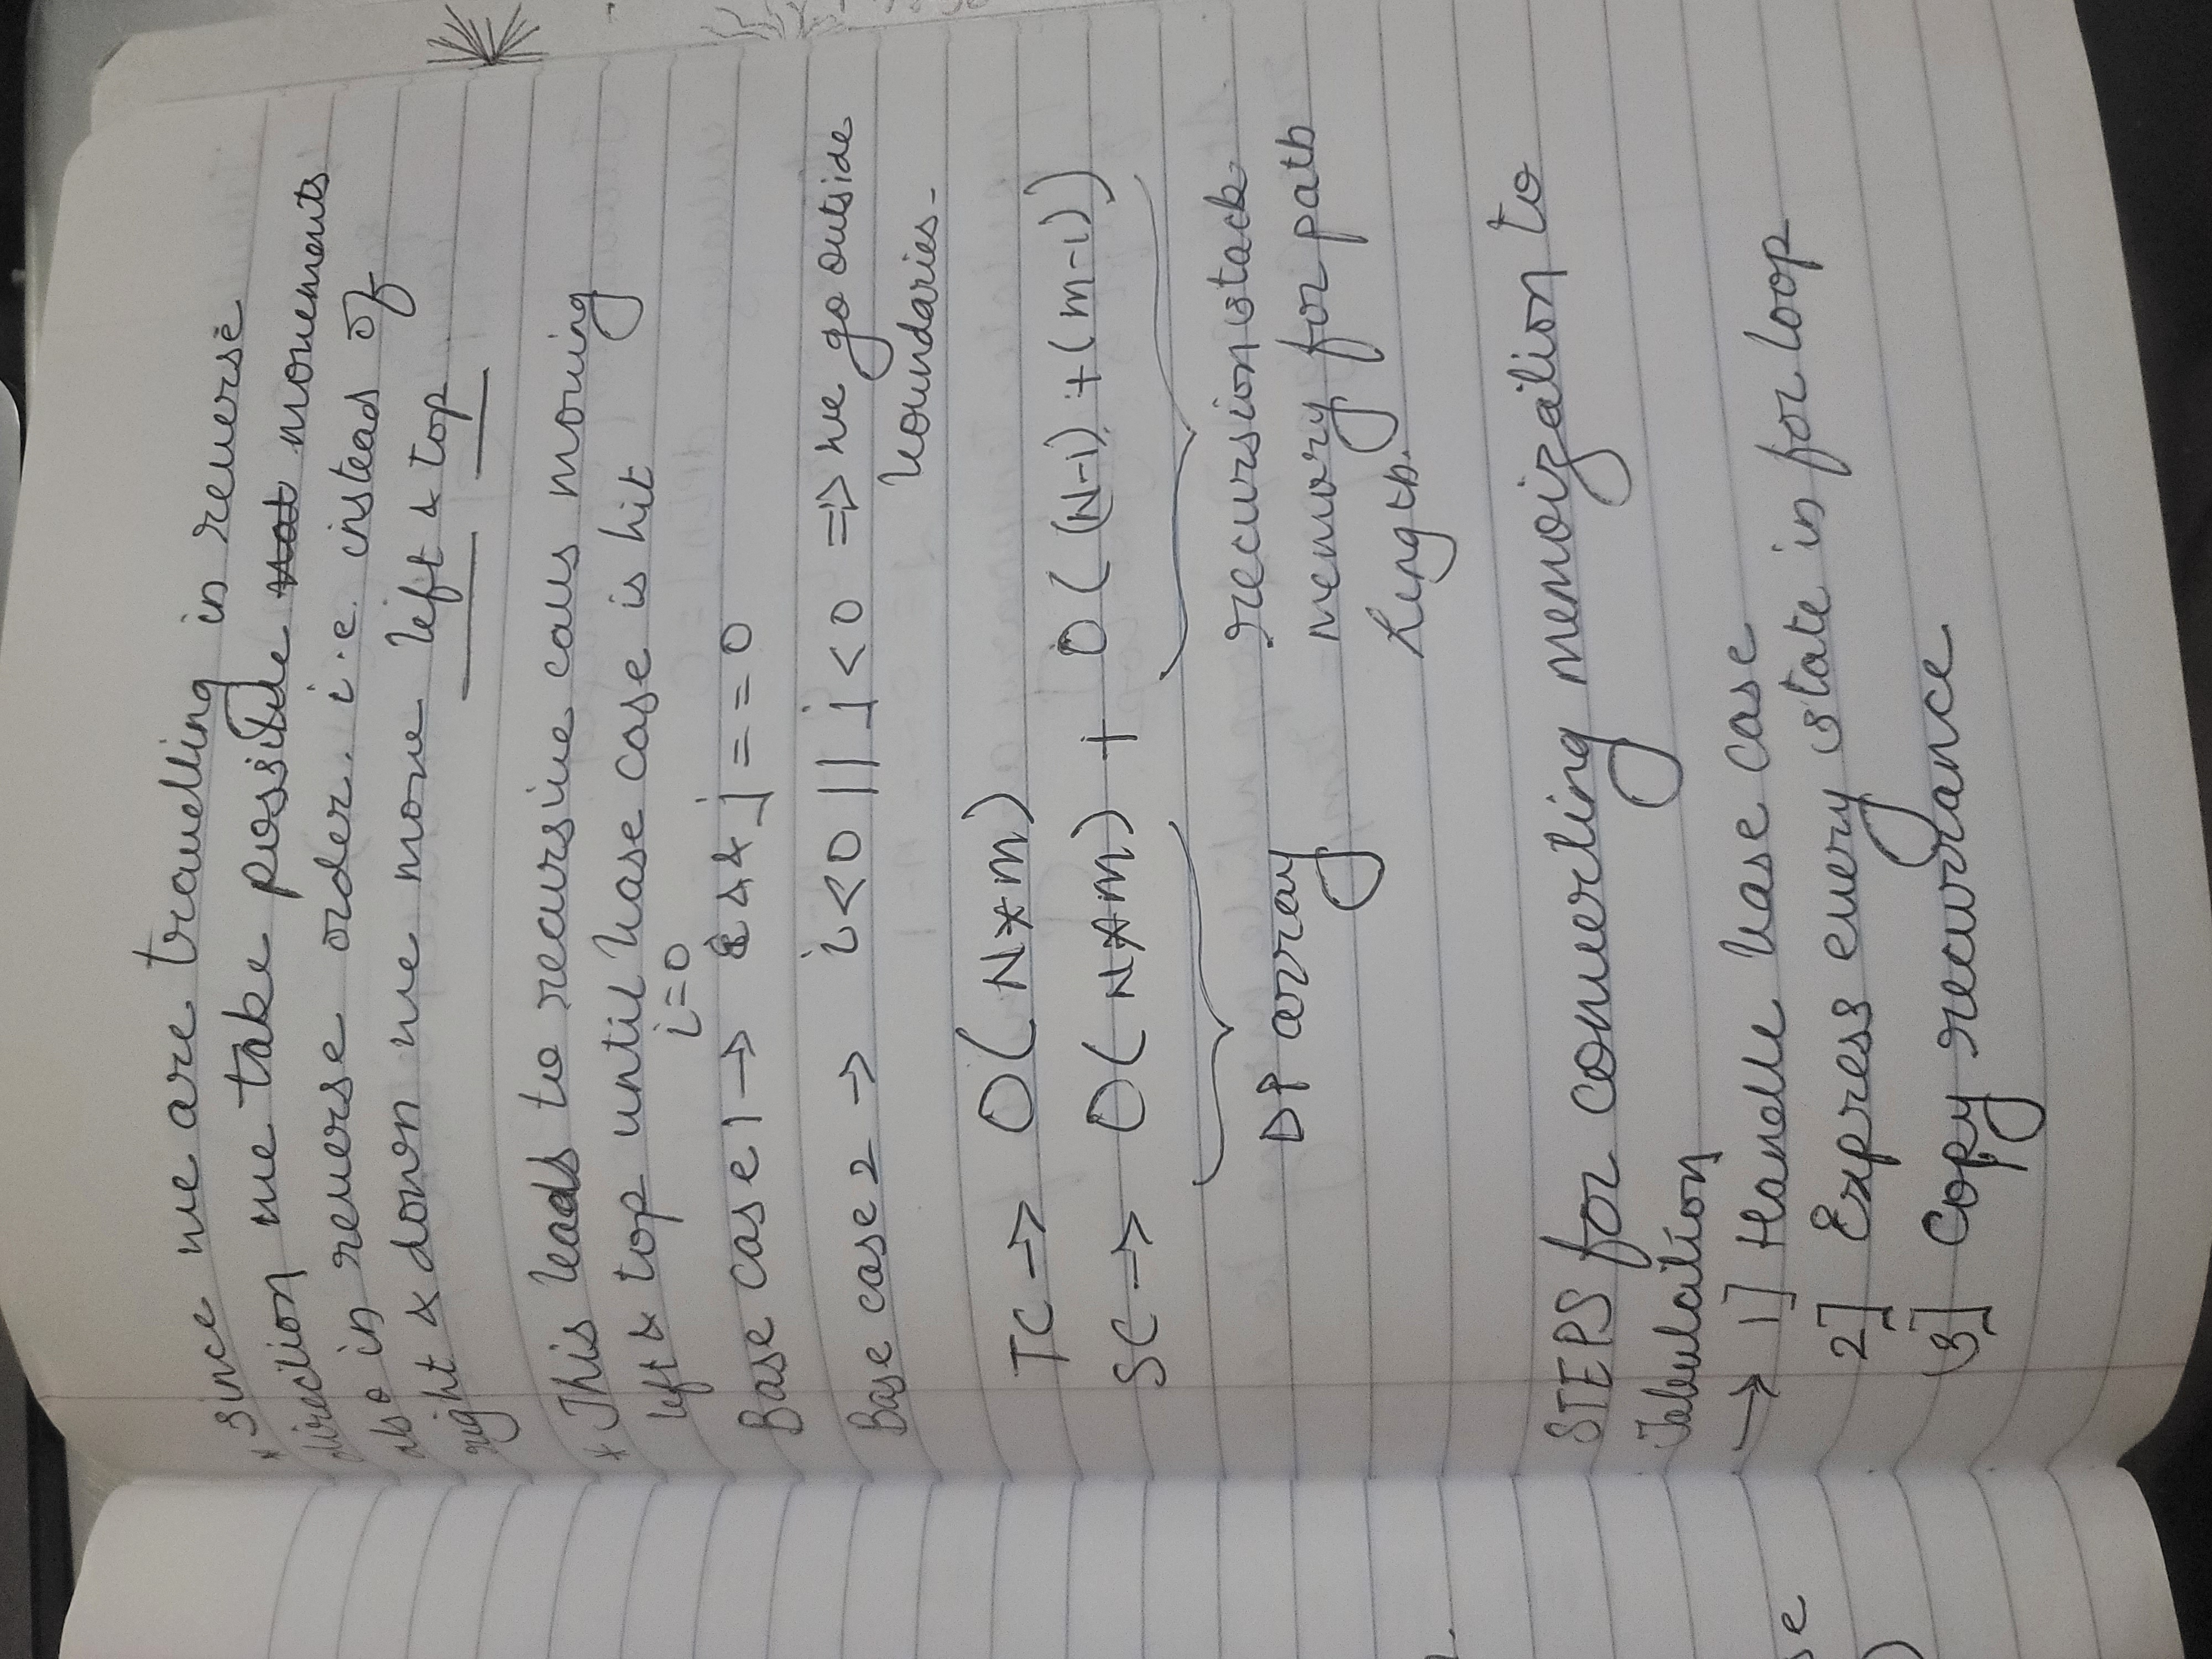 * Since we are travelling in reverse
direction we take possible not movements
also in reverse order. i.e. instead of
right & down we move left & top
* This leads to recursive calls moving
left & top until base case is hit
i=0
Base case 1 → i && j == 0
Base case 2 → i<0 || j<0 => we go outside
boundaries.
TC → O(N*m)
SC → O(N*m) + O((N-1)+(m-1))
DP array
recursion stack
memory for path
length.
STEPS for converting memoization to
Tabulation
→ 1] Handle base case
2] Express every state in for loop
3] Copy recurrance
se
)